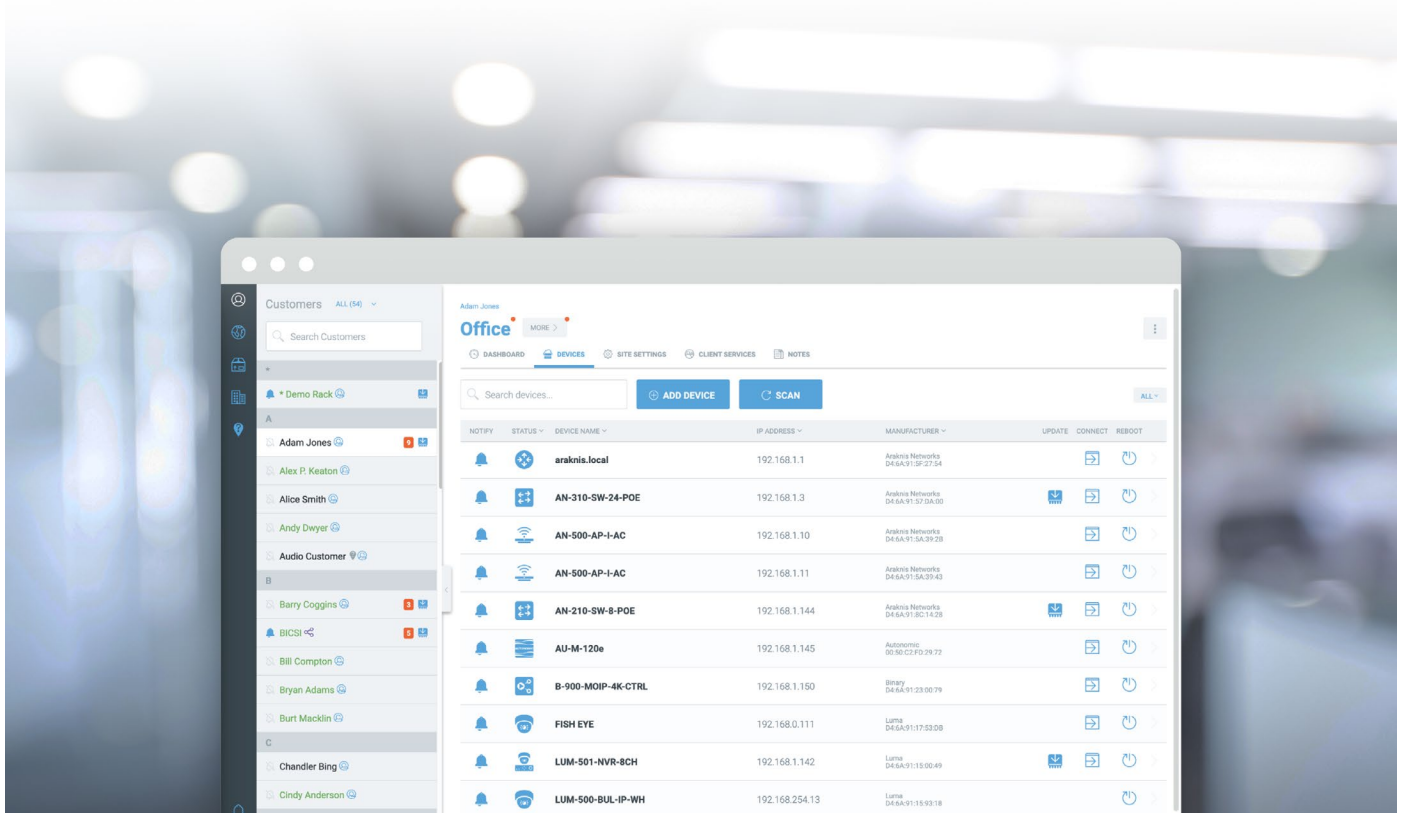 Customers ALL (54)
Search Customers
*
* Demo Rack
A
Adam Jones 9
Alex P. Keaton
Alice Smith
Andy Dwyer
Audio Customer
B
Barry Coggins 3
BICSI 5
Bill Compton
Bryan Adams
Burt Macklin
C
Chandler Bing
Cindy Anderson
Adam Jones
Office MORE
DASHBOARD DEVICES SITE SETTINGS CLIENT SERVICES NOTES
Search devices... ADD DEVICE SCAN ALL
NOTIFY STATUS DEVICE NAME IP ADDRESS MANUFACTURER UPDATE CONNECT REBOOT
araknis.local 192.168.1.1 Araknis Networks
D4:6A:91:5F:27:54
AN-310-SW-24-POE 192.168.1.3 Araknis Networks
D4:6A:91:57:DA:00
AN-500-AP-I-AC 192.168.1.10 Araknis Networks
D4:6A:91:5A:39:2B
AN-500-AP-I-AC 192.168.1.11 Araknis Networks
D4:6A:91:5A:39:43
AN-210-SW-8-POE 192.168.1.144 Araknis Networks
D4:6A:91:8C:14:28
AU-M-120e 192.168.1.145 Autonomic
00:50:C2:FD:29:72
B-900-MOIP-4K-CTRL 192.168.1.150 Binary
D4:6A:91:23:00:79
FISH EYE 192.168.0.111 Luma
D4:6A:91:17:53:0B
LUM-501-NVR-8CH 192.168.1.142 Luma
D4:6A:91:15:00:49
LUM-500-BUL-IP-WH 192.168.254.13 Luma
D4:6A:91:15:93:18